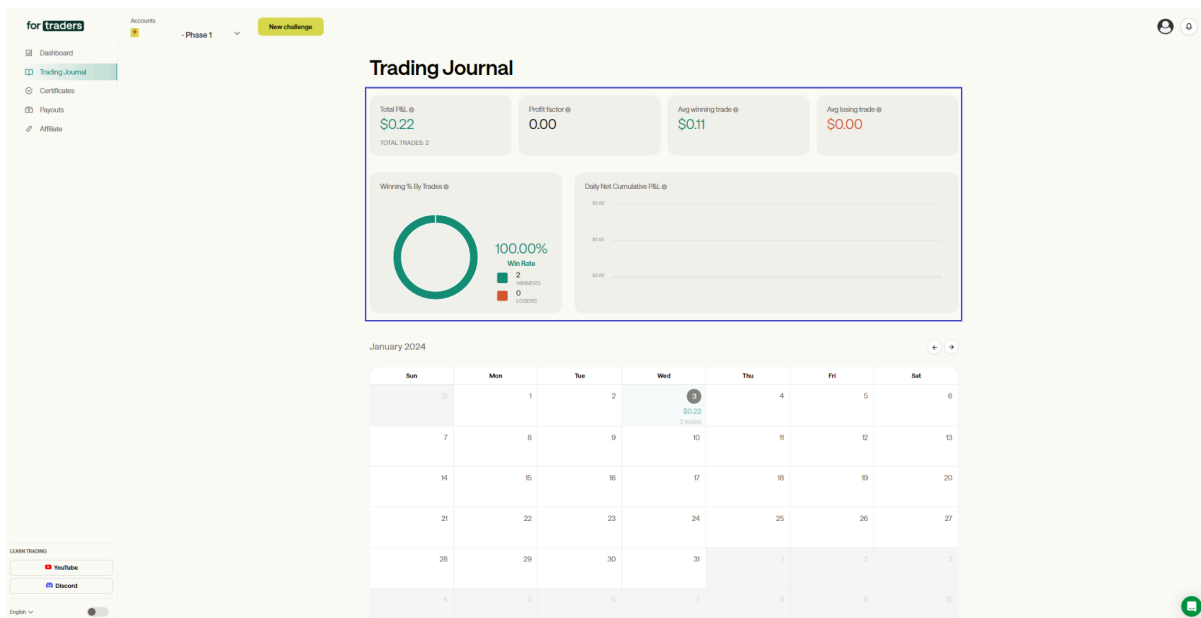 for traders
Accounts
- Phase 1
New challenge
Dashboard
Trading Journal
Certificates
Payouts
Affiliate
Trading Journal
Total P&L
$0.22
TOTAL TRADES: 2
Profit factor
0.00
Avg winning trade
$0.11
Avg losing trade
$0.00
Winning % By Trades
100.00%
Win Rate
2
WINNERS
0
LOSERS
Daily Net Cumulative P&L
$0.00
$0.00
$0.00
January 2024
Sun Mon Tue Wed Thu Fri Sat
31 1 2 3 4 5 6
$0.22
2 trades
7 8 9 10 11 12 13
14 15 16 17 18 19 20
21 22 23 24 25 26 27
28 29 30 31 1 2 3
4 5 6 7 8 9 10
LEARN TRADING
YouTube
Discord
English